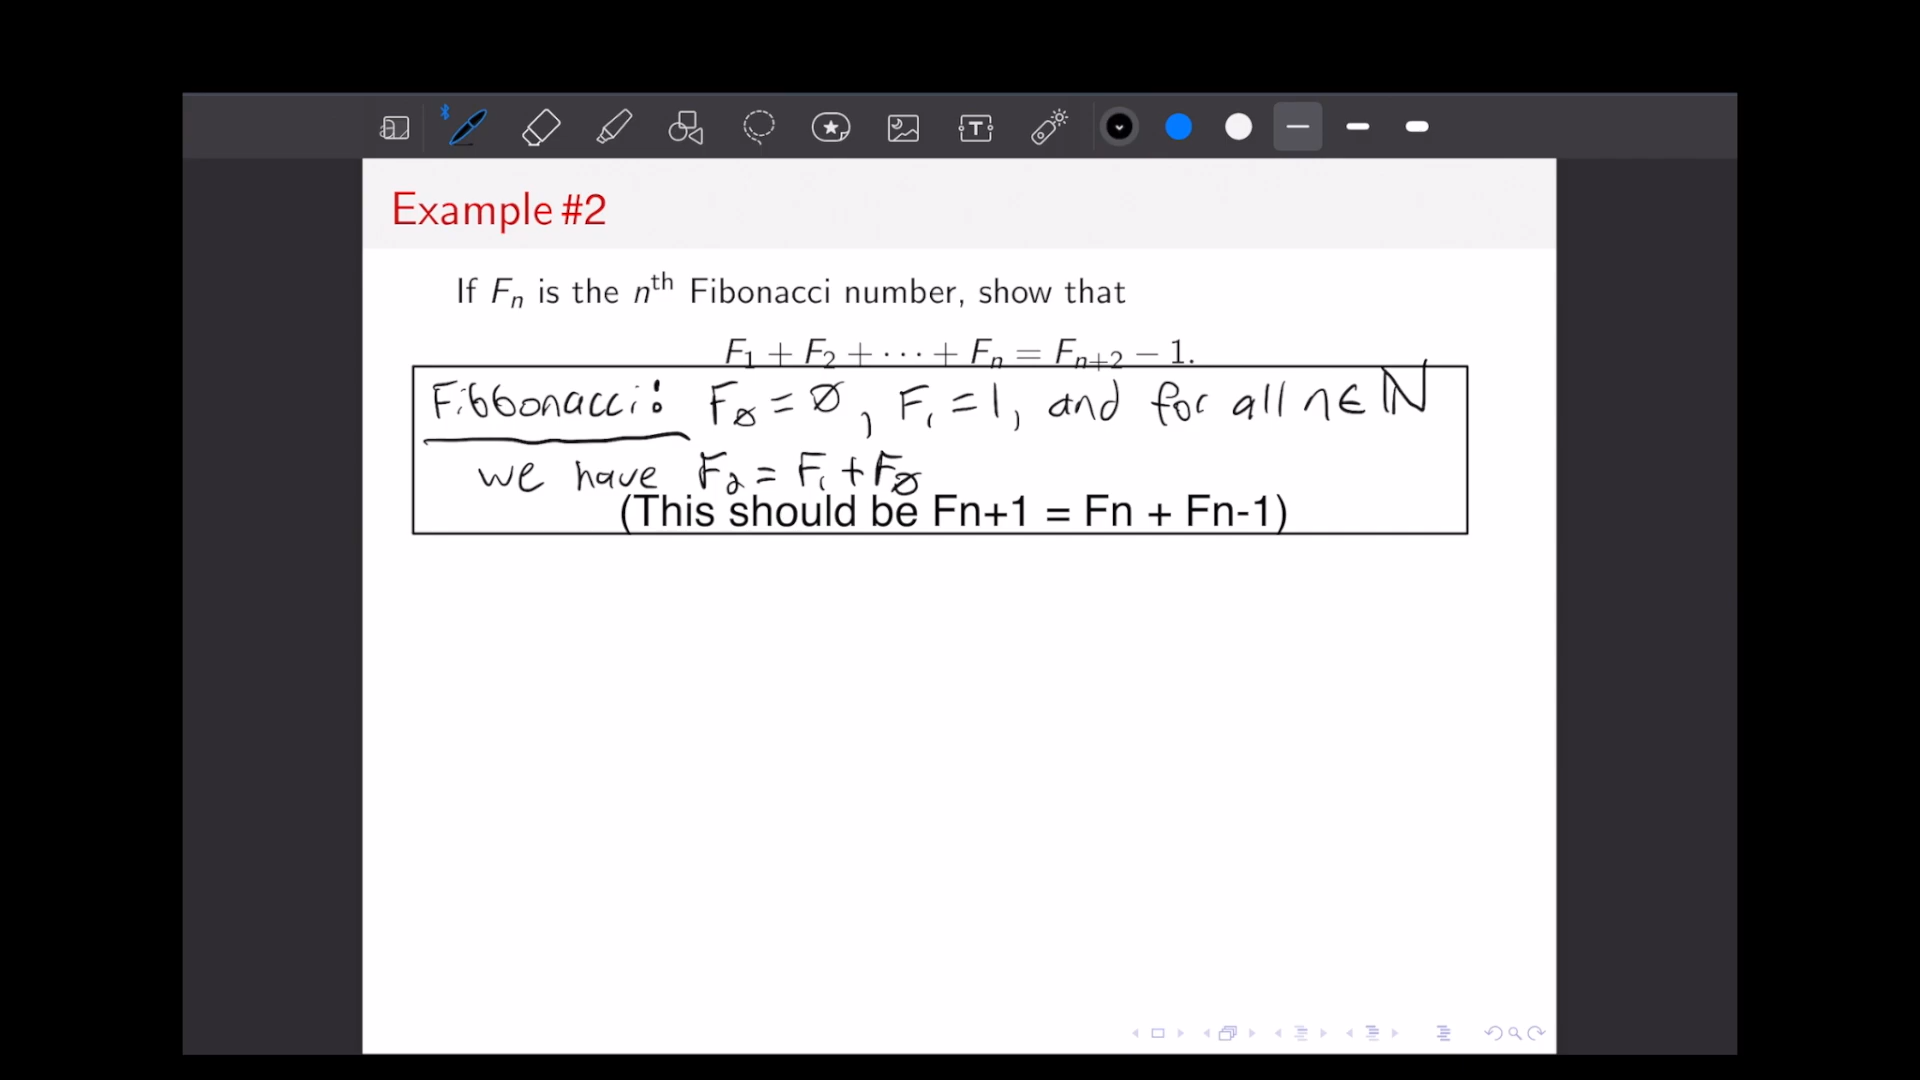 Example #2
If Fₙ is the nᵗʰ Fibonacci number, show that
F₁ + F₂ + ··· + Fₙ = Fₙ₊₂ − 1.
Fibbonacci: F₀ = 0, F₁ = 1, and for all n ∈ ℕ
we have F₂ = F₁ + F₀
(This should be Fn+1 = Fn + Fn-1)